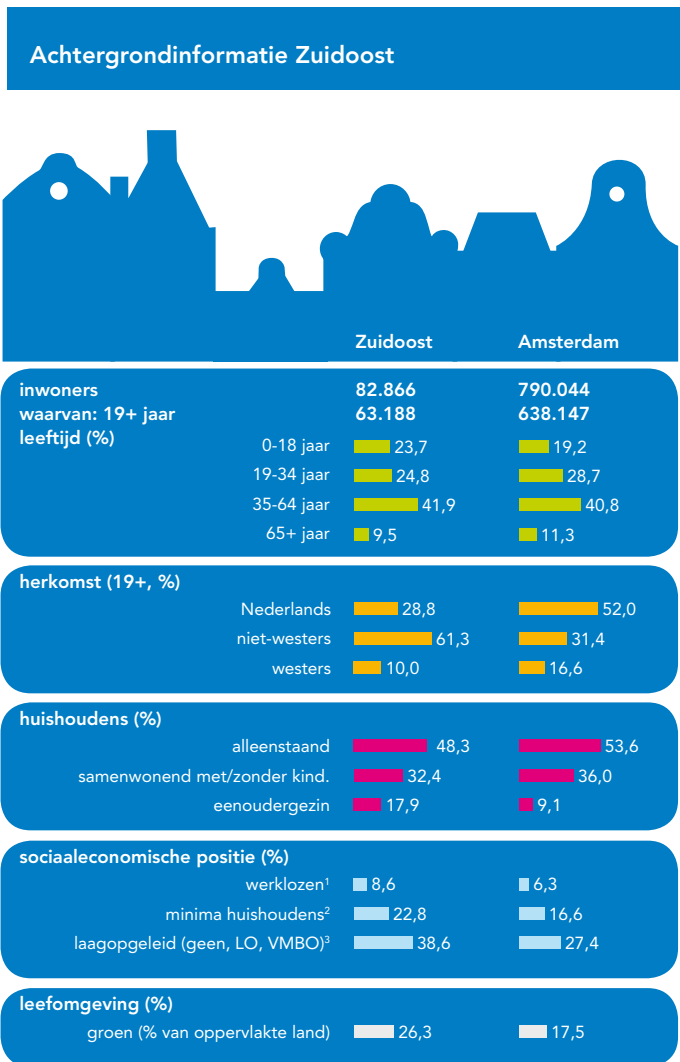 Achtergrondinformatie Zuidoost
Zuidoost Amsterdam
inwoners 82.866 790.044
waarvan: 19+ jaar 63.188 638.147
leeftijd (%)
0-18 jaar 23,7 19,2
19-34 jaar 24,8 28,7
35-64 jaar 41,9 40,8
65+ jaar 9,5 11,3
herkomst (19+, %)
Nederlands 28,8 52,0
niet-westers 61,3 31,4
westers 10,0 16,6
huishoudens (%)
alleenstaand 48,3 53,6
samenwonend met/zonder kind. 32,4 36,0
eenoudergezin 17,9 9,1
sociaaleconomische positie (%)
werklozen¹ 8,6 6,3
minima huishoudens² 22,8 16,6
laagopgeleid (geen, LO, VMBO)³ 38,6 27,4
leefomgeving (%)
groen (% van oppervlakte land) 26,3 17,5